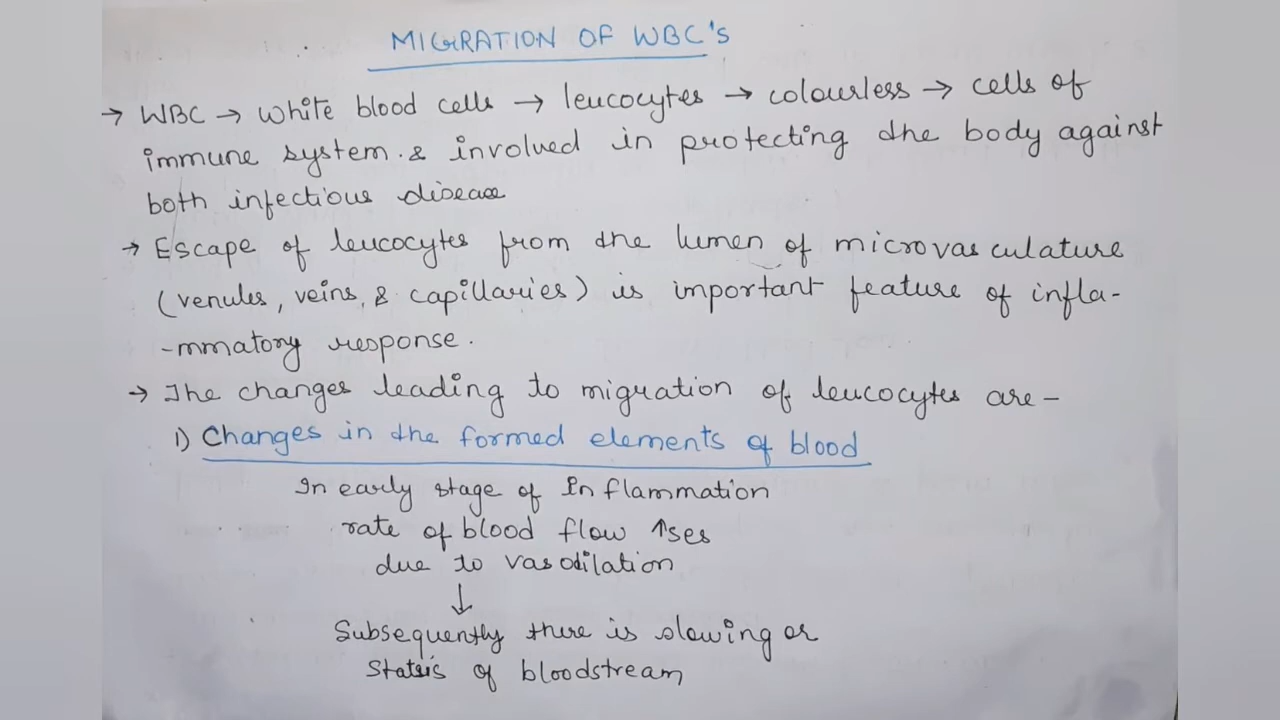 MIGRATION OF WBC's
→ WBC → White blood cells → leucocytes → colourless → cells of
immune system. & involved in protecting the body against
both infectious disease
→ Escape of leucocytes from the lumen of microvasculature
(venules, veins, & capillaries) is important feature of infla-
-mmatory response.
→ The changes leading to migration of leucocytes are -
1) Changes in the formed elements of blood
In early stage of Inflammation
rate of blood flow ↑ses
due to vasodilation
↓
Subsequently there is slowing or
statsis of bloodstream